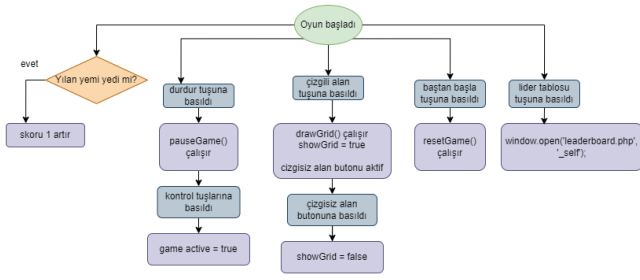 Oyun başladı
evet
Yılan yemi yedi mi?
skoru 1 artır
durdur tuşuna
basıldı
pauseGame()
çalışır
kontrol tuşlarına
basıldı
game active = true
çizgili alan
tuşuna basıldı
drawGrid() çalışır
showGrid = true
cizgisiz alan butonu aktif
çizgisiz alan
butonuna basıldı
showGrid = false
baştan başla
tuşuna basıldı
resetGame()
çalışır
lider tablosu
tuşuna basıldı
window.open('leaderboard.php',
'_self');